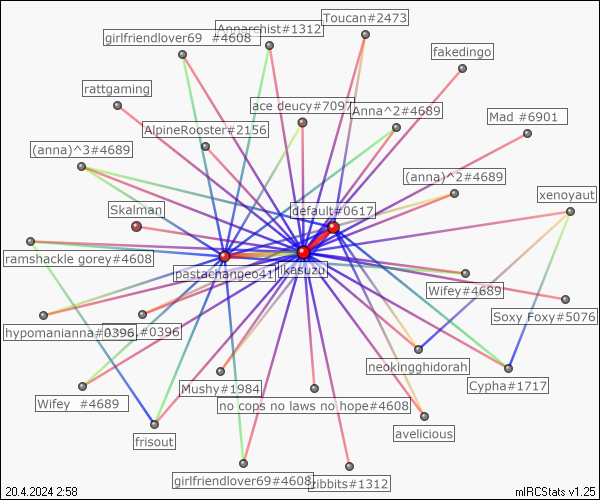 Toucan#2473
Annarchist#1312
girlfriendlover69 #4608
fakedingo
rattgaming
ace deucy#7097
Anna^2#4689
Mad #6901
AlpineRooster#2156
(anna)^3#4689
(anna)^2#4689
xenoyaut
Skalman
default#0617
ramshackle gorey#4608
pastachangeo41
likasuzu
Wifey#4689
Soxy Foxy#5076
hypomanianna#0396
#0396
neokingghidorah
Mushy#1984
Cypha#1717
Wifey #4689
no cops no laws no hope#4608
avelicious
frisout
girlfriendlover69#4608
ribbits#1312
20.4.2024 2:58
mIRCStats v1.25